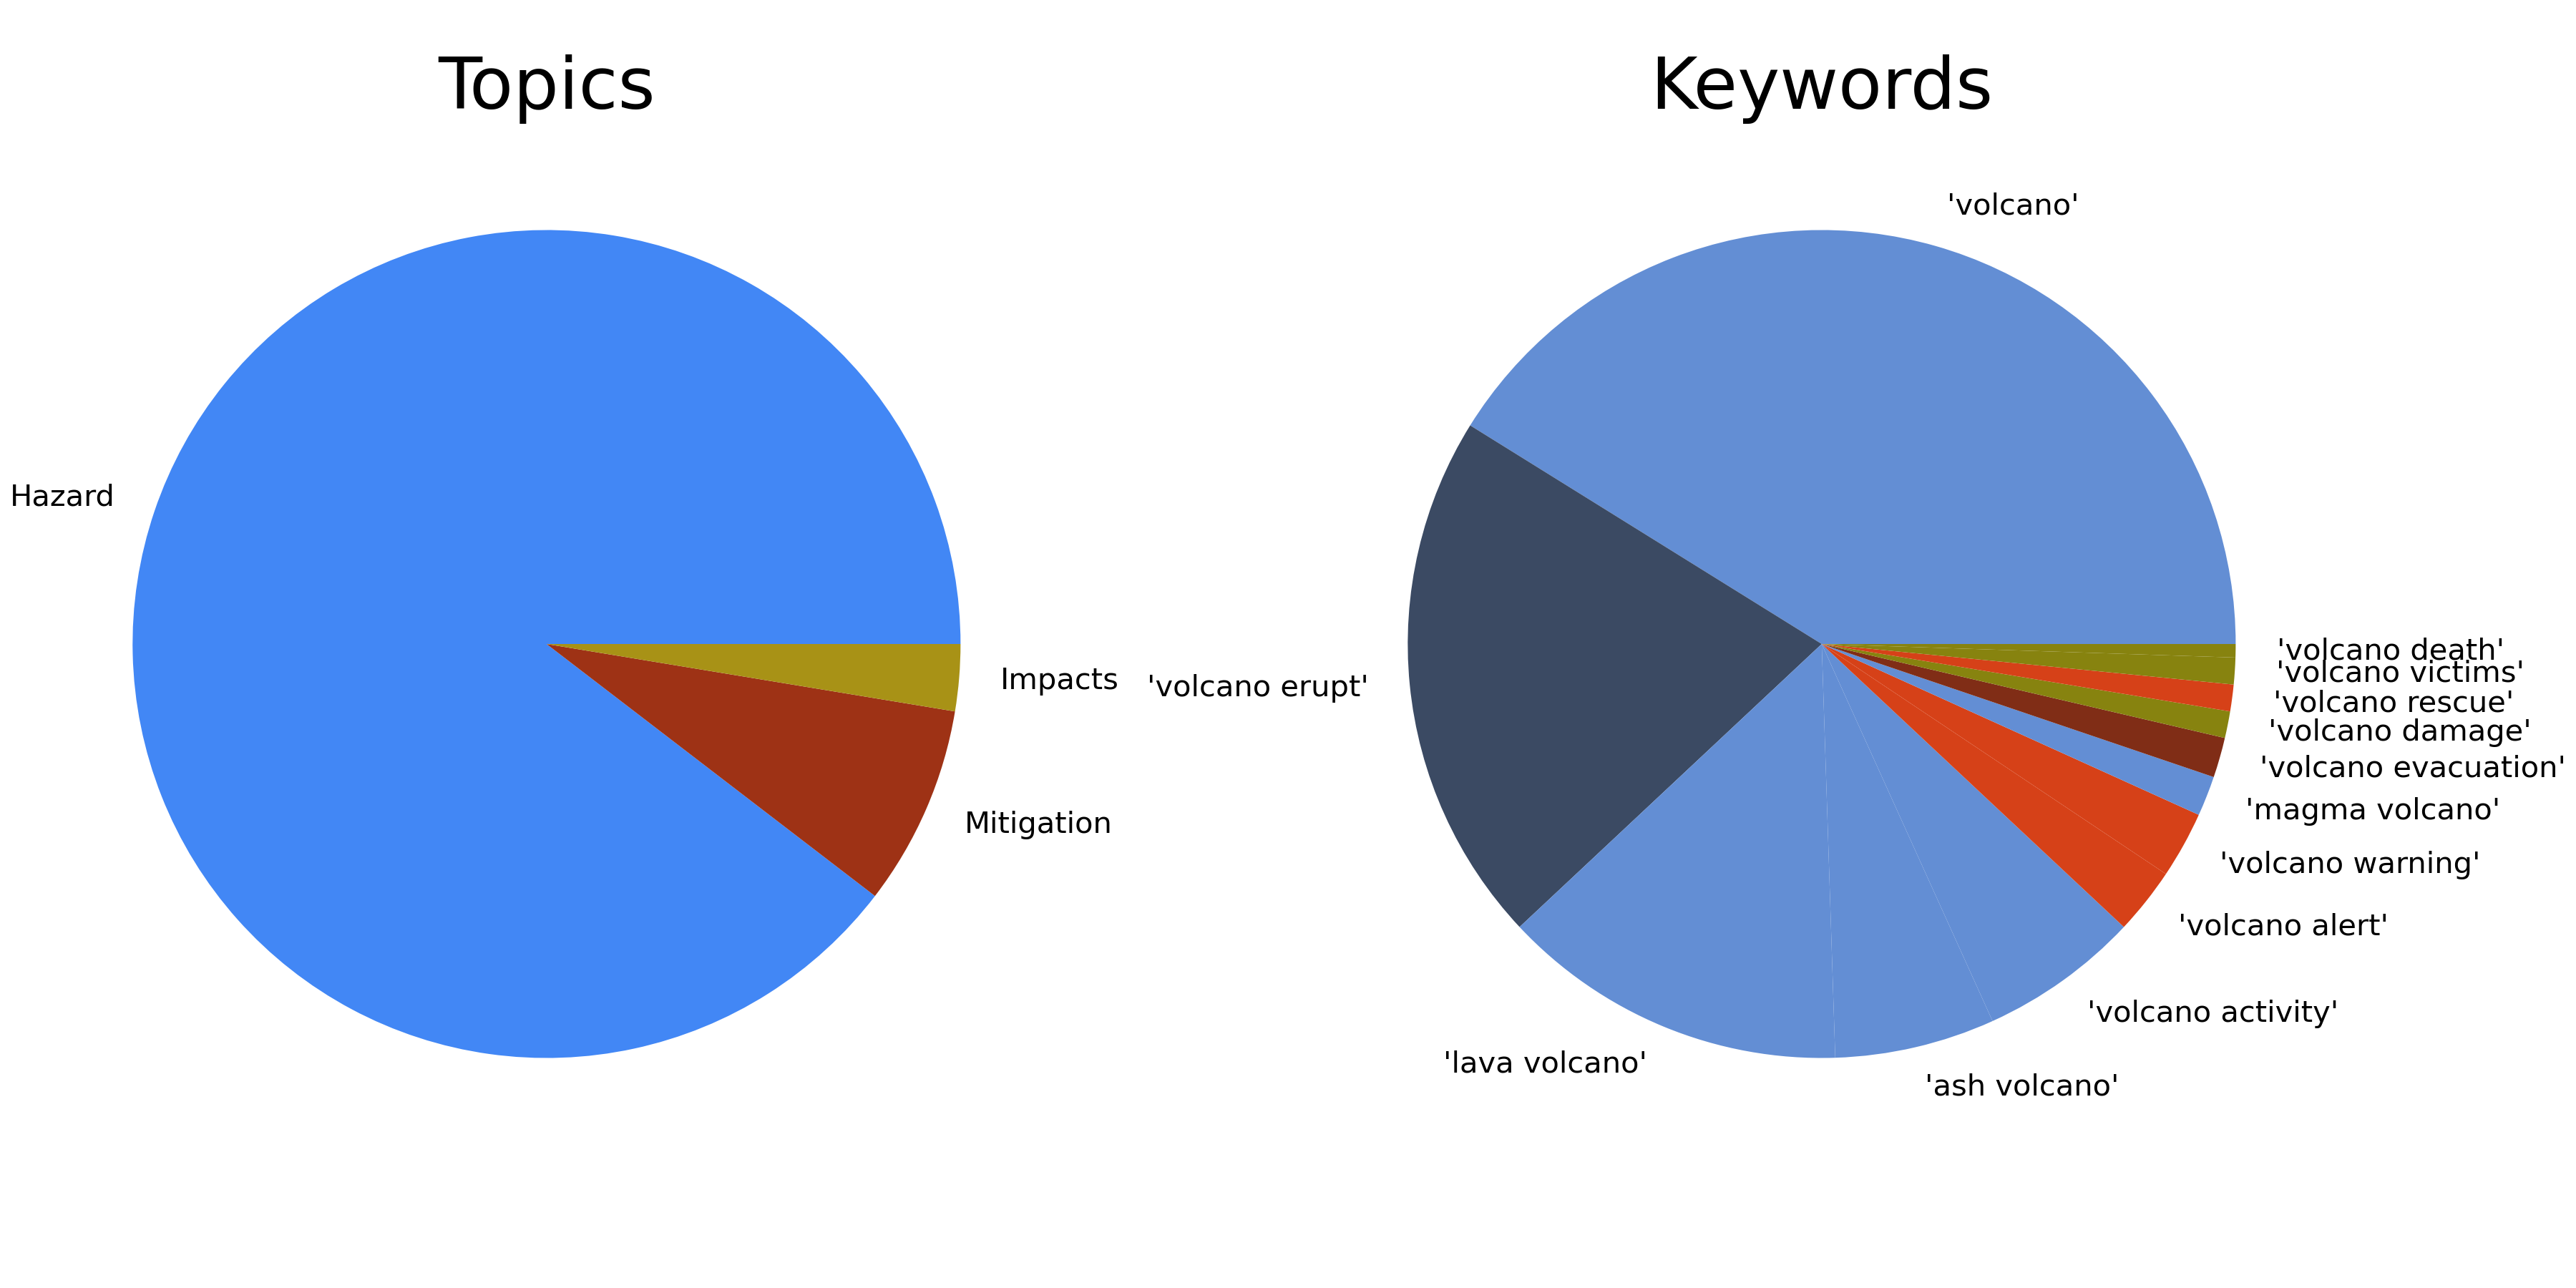 Topics
Hazard
Impacts
Mitigation
Keywords
'volcano'
'volcano erupt'
'lava volcano'
'ash volcano'
'volcano activity'
'volcano alert'
'volcano warning'
'magma volcano'
'volcano evacuation'
'volcano damage'
'volcano rescue'
'volcano victims'
'volcano death'